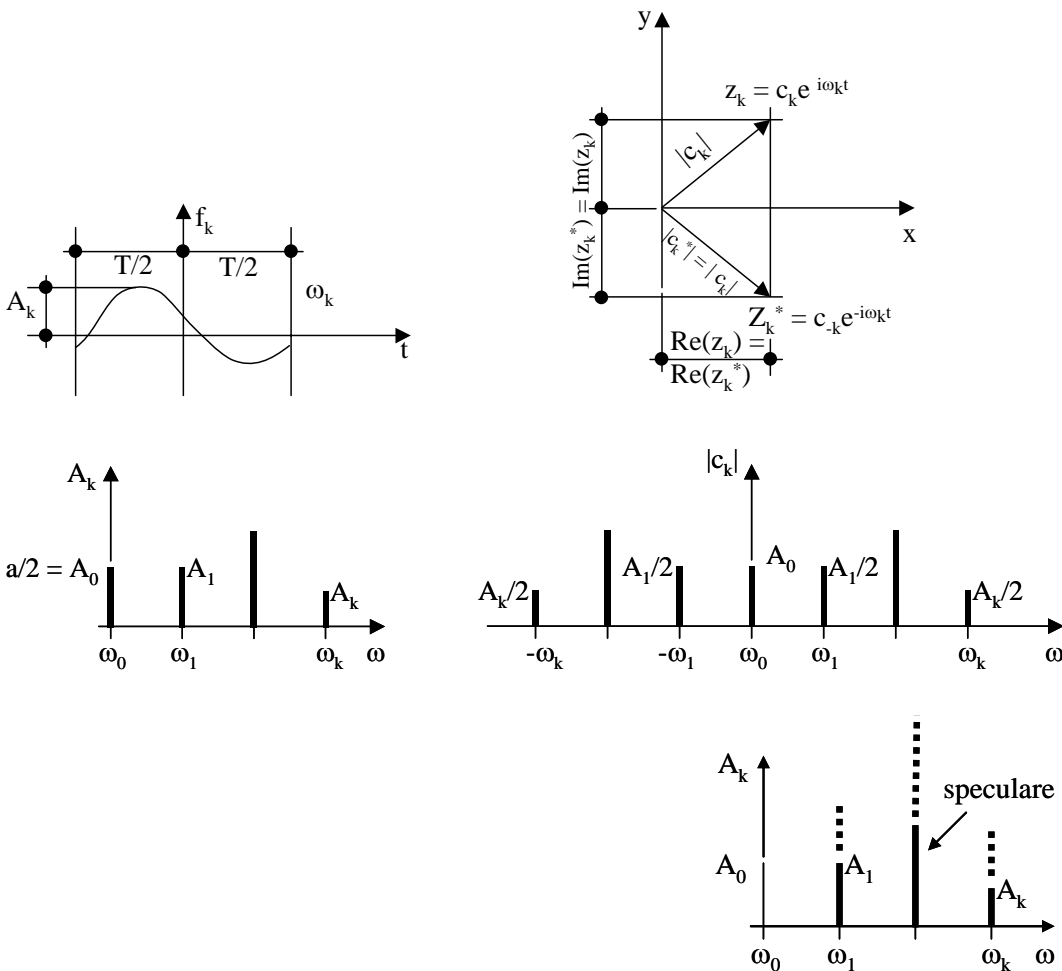 f_k
T/2 T/2
A_k
ω_k
t
y
z_k = c_k e^{iω_k t}
|c_k|
Im(z_k^*) = Im(z_k)
x
|c_k^*| = |c_k|
Z_k^* = c_{-k} e^{-iω_k t}
Re(z_k) =
Re(z_k^*)
A_k
a/2 = A_0
A_1
A_k
ω_0 ω_1 ω_k ω
|c_k|
A_k/2 A_1/2 A_0 A_1/2 A_k/2
-ω_k -ω_1 ω_0 ω_1 ω_k ω
A_k
speculare
A_0 A_1
A_k
ω_0 ω_1 ω_k ω